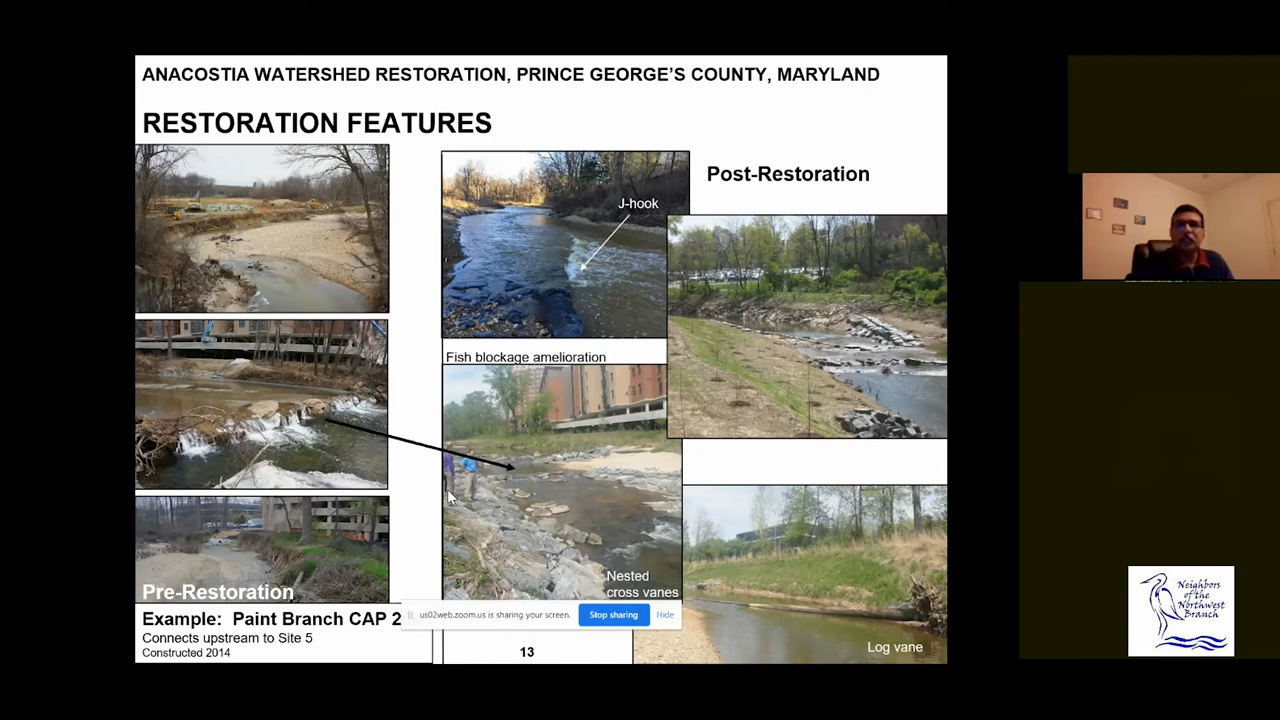 ANACOSTIA WATERSHED RESTORATION, PRINCE GEORGE'S COUNTY, MARYLAND
RESTORATION FEATURES
Post-Restoration
J-hook
Fish blockage amelioration
Nested
cross vanes
Pre-Restoration
Example: Paint Branch CAP 2
Connects upstream to Site 5
Constructed 2014
us02web.zoom.us is sharing your screen.
Stop sharing
Hide
13
Log vane
Neighbors
of the
Northwest
Branch